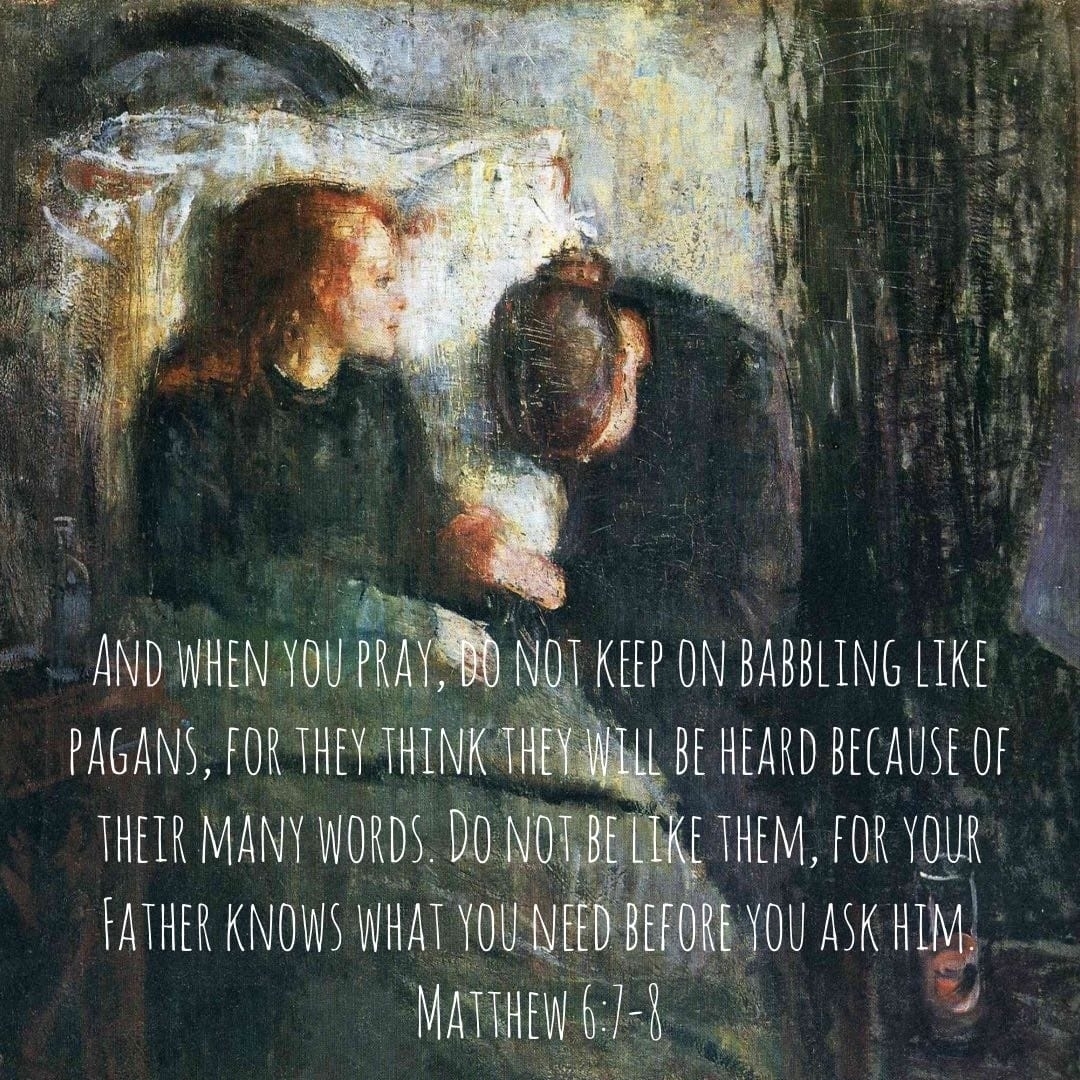 And when you pray, do not keep on babbling like
pagans, for they think they will be heard because of
their many words. Do not be like them, for your
Father knows what you need before you ask him.
Matthew 6:7-8